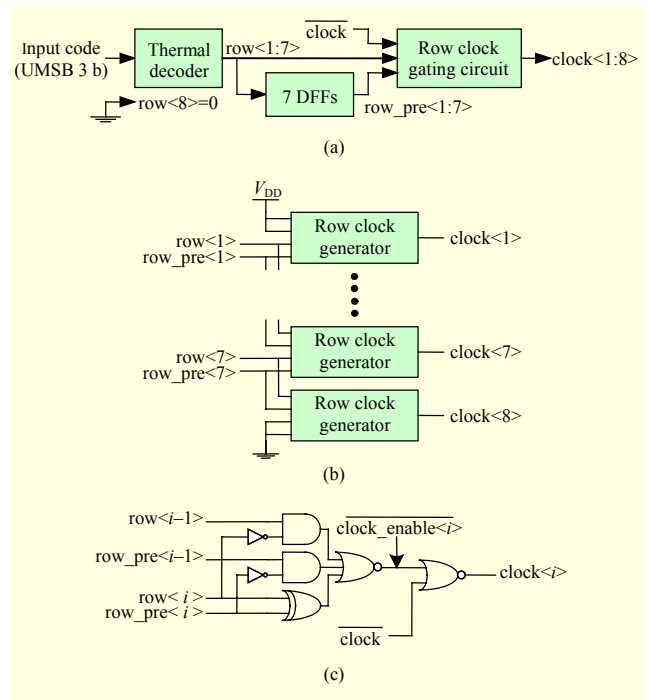 Input code
(UMSB 3 b)
Thermal
decoder
row<1:7>
clock
Row clock
gating circuit
clock<1:8>
row<8>=0
7 DFFs
row_pre<1:7>
(a)
VDD
row<1>
row_pre<1>
Row clock
generator
clock<1>
row<7>
row_pre<7>
Row clock
generator
clock<7>
Row clock
generator
clock<8>
(b)
row<i–1>
row_pre<i–1>
row< i >
row_pre< i >
clock_enable<i>
clock<i>
clock
(c)